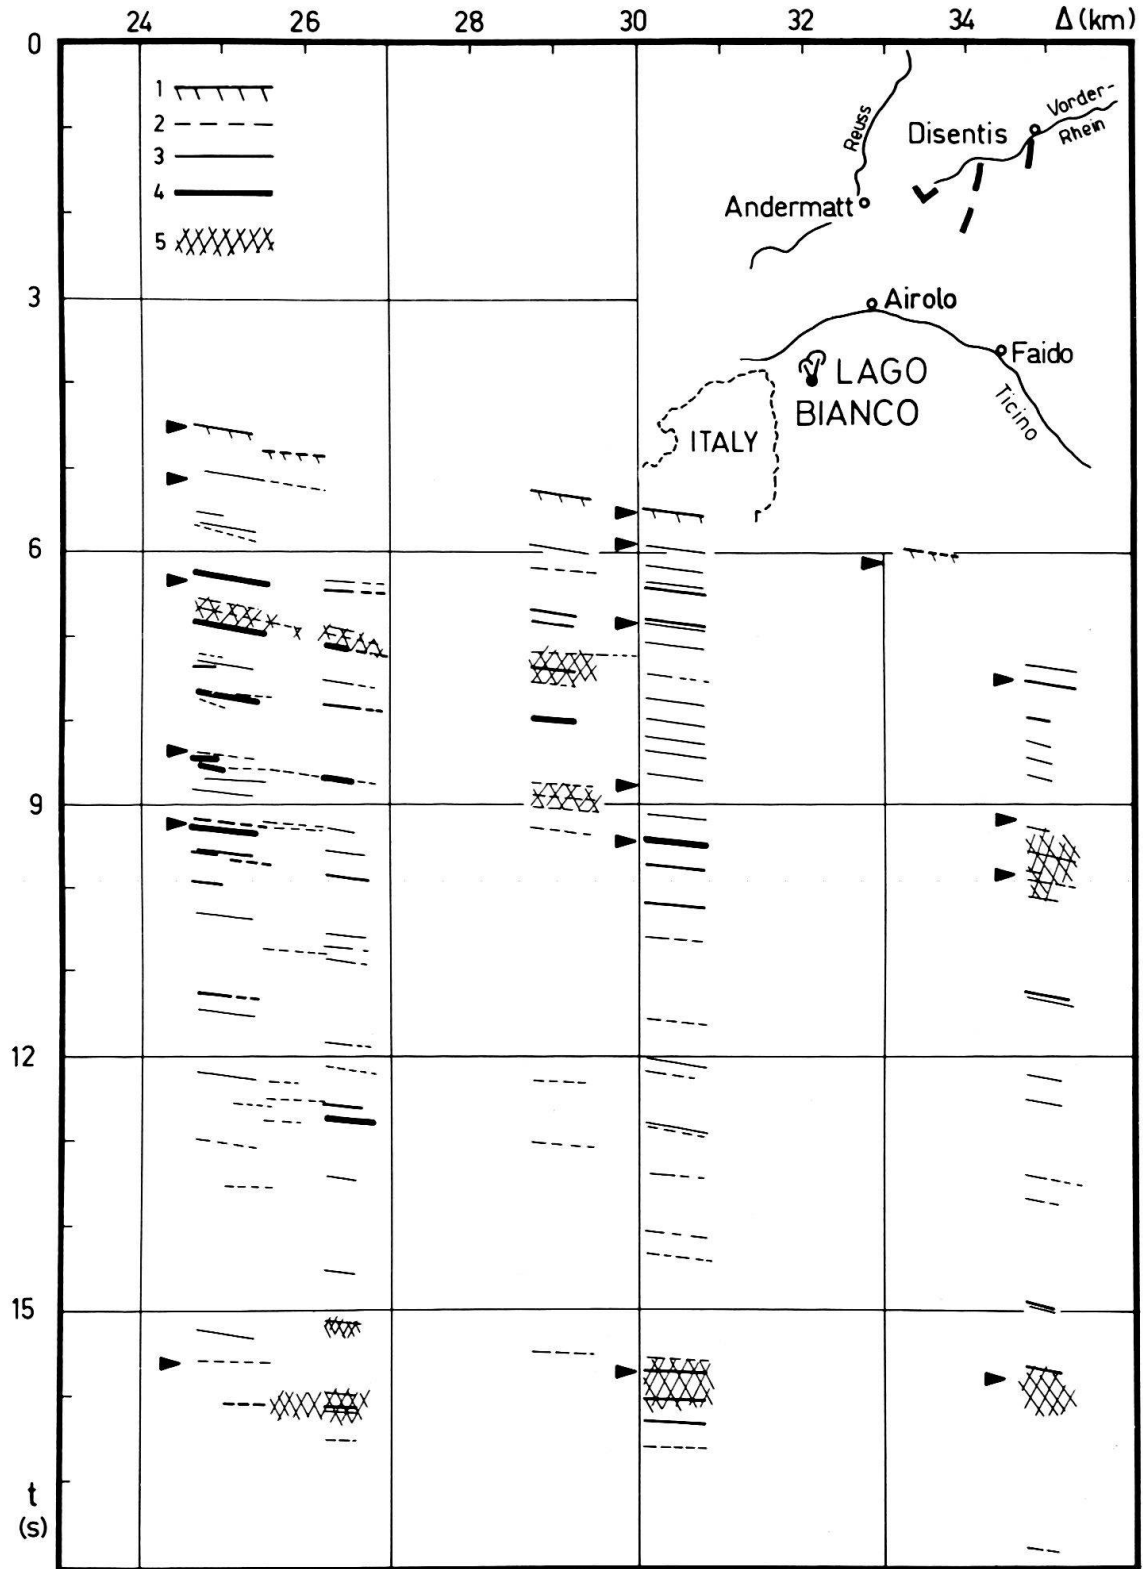 24 26 28 30 32 34 Δ (km)
0
1
2
3
4
5
Reuss
Disentis
Vorder-
Rhein
Andermatt
3
Airolo
Faido
LAGO
BIANCO
Ticino
ITALY
6
9
12
15
t
(s)